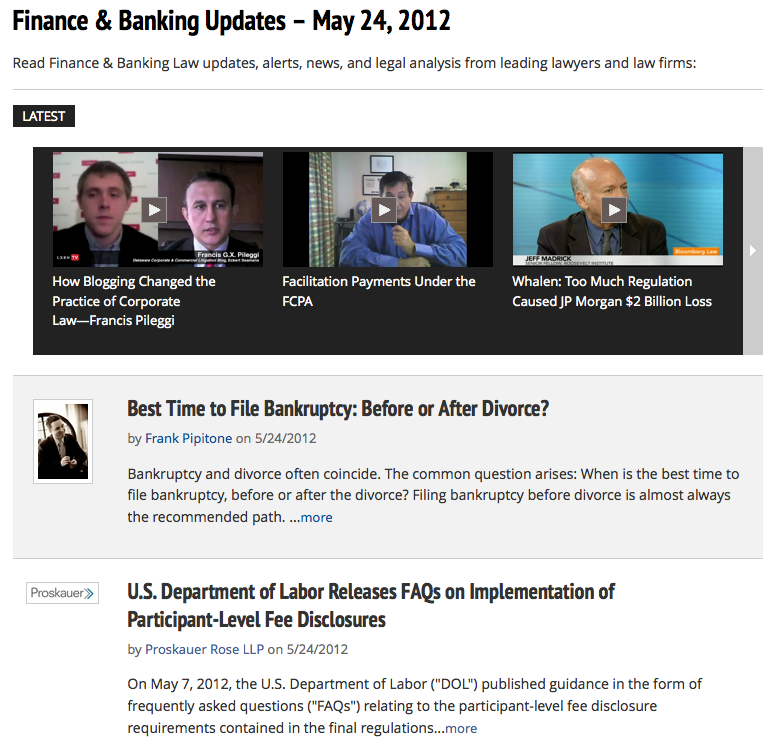 Finance & Banking Updates – May 24, 2012
Read Finance & Banking Law updates, alerts, news, and legal analysis from leading lawyers and law firms:
LATEST
LXBN TV
Francis G.X. Pileggi
Delaware Corporate & Commercial Litigation Blog, Eckert Seamans
JEFF MADRICK
SENIOR FELLOW, ROOSEVELT INSTITUTE
Bloomberg Law
How Blogging Changed the
Practice of Corporate
Law—Francis Pileggi
Facilitation Payments Under the
FCPA
Whalen: Too Much Regulation
Caused JP Morgan $2 Billion Loss
Best Time to File Bankruptcy: Before or After Divorce?
by Frank Pipitone on 5/24/2012
Bankruptcy and divorce often coincide. The common question arises: When is the best time to
file bankruptcy, before or after the divorce? Filing bankruptcy before divorce is almost always
the recommended path. ...more
Proskauer»
U.S. Department of Labor Releases FAQs on Implementation of
Participant-Level Fee Disclosures
by Proskauer Rose LLP on 5/24/2012
On May 7, 2012, the U.S. Department of Labor ("DOL") published guidance in the form of
frequently asked questions ("FAQs") relating to the participant-level fee disclosure
requirements contained in the final regulations...more